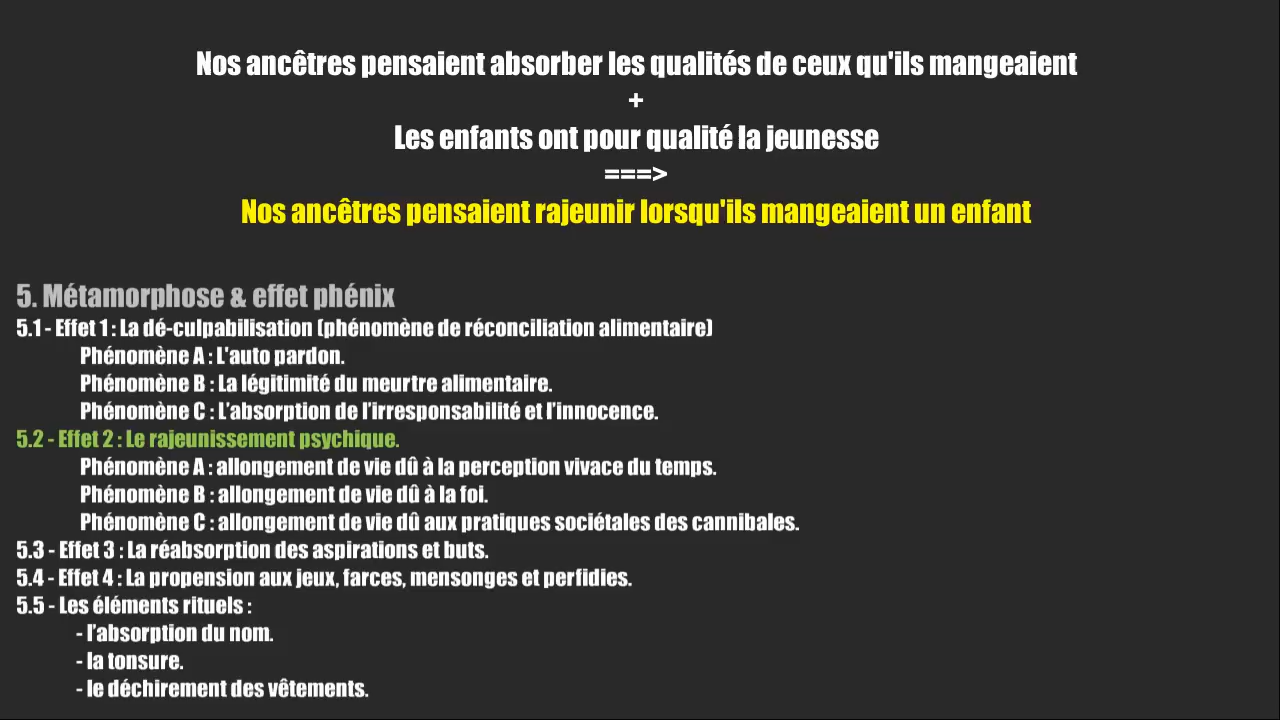 Nos ancêtres pensaient absorber les qualités de ceux qu'ils mangeaient
+
Les enfants ont pour qualité la jeunesse
===>
Nos ancêtres pensaient rajeunir lorsqu'ils mangeaient un enfant
5. Métamorphose & effet phénix
5.1 - Effet 1 : La dé-culpabilisation (phénomène de réconciliation alimentaire)
Phénomène A : L'auto pardon.
Phénomène B : La légitimité du meurtre alimentaire.
Phénomène C : L'absorption de l'irresponsabilité et l'innocence.
5.2 - Effet 2 : Le rajeunissement psychique.
Phénomène A : allongement de vie dû à la perception vivace du temps.
Phénomène B : allongement de vie dû à la foi.
Phénomène C : allongement de vie dû aux pratiques sociétales des cannibales.
5.3 - Effet 3 : La réabsorption des aspirations et buts.
5.4 - Effet 4 : La propension aux jeux, farces, mensonges et perfidies.
5.5 - Les éléments rituels :
- l'absorption du nom.
- la tonsure.
- le déchirement des vêtements.